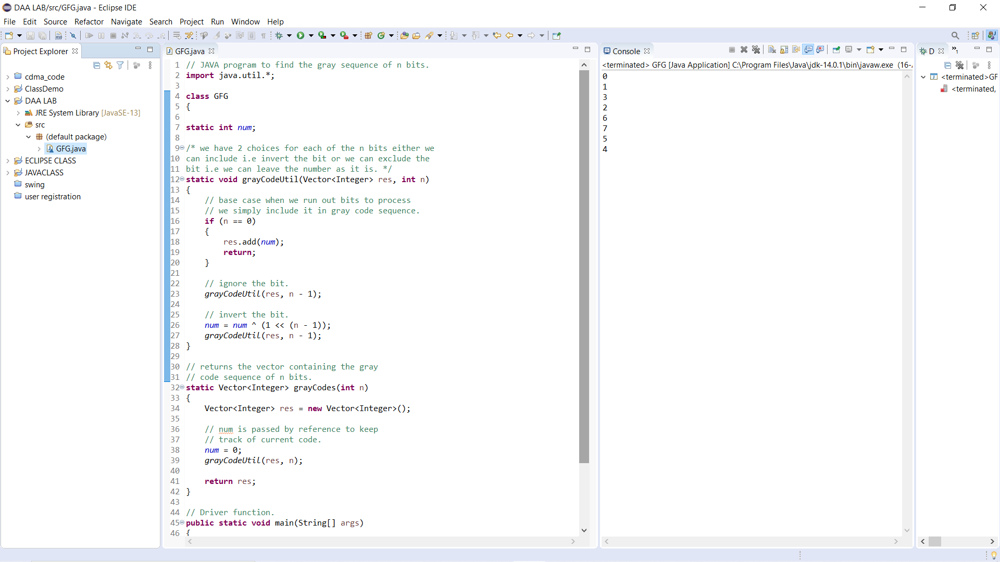 DAA LAB/src/GFG.java - Eclipse IDE
File Edit Source Refactor Navigate Search Project Run Window Help
Project Explorer
cdma_code
ClassDemo
DAA LAB
JRE System Library [JavaSE-13]
src
(default package)
GFG.java
ECLIPSE CLASS
JAVACLASS
swing
user registration
GFG.java
1 // JAVA program to find the gray sequence of n bits.
2 import java.util.*;
3
4 class GFG
5 {
6
7 static int num;
8
9 /* we have 2 choices for each of the n bits either we
10 can include i.e invert the bit or we can exclude the
11 bit i.e we can leave the number as it is. */
12 static void grayCodeUtil(Vector<Integer> res, int n)
13 {
14 // base case when we run out bits to process
15 // we simply include it in gray code sequence.
16 if (n == 0)
17 {
18 res.add(num);
19 return;
20 }
21
22 // ignore the bit.
23 grayCodeUtil(res, n - 1);
24
25 // invert the bit.
26 num = num ^ (1 << (n - 1));
27 grayCodeUtil(res, n - 1);
28 }
29
30 // returns the vector containing the gray
31 // code sequence of n bits.
32 static Vector<Integer> grayCodes(int n)
33 {
34 Vector<Integer> res = new Vector<Integer>();
35
36 // num is passed by reference to keep
37 // track of current code.
38 num = 0;
39 grayCodeUtil(res, n);
40
41 return res;
42 }
43
44 // Driver function.
45 public static void main(String[] args)
46 {
Console
<terminated> GFG [Java Application] C:\Program Files\Java\jdk-14.0.1\bin\javaw.exe (16-
0
1
3
2
6
7
5
4
D
<terminated>GF
<terminated,